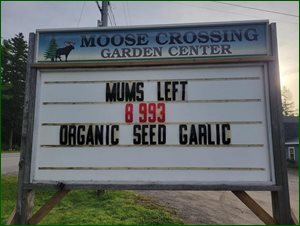 MOOSE CROSSING
GARDEN CENTER
MUMS LEFT
8 993
ORGANIC SEED GARLIC